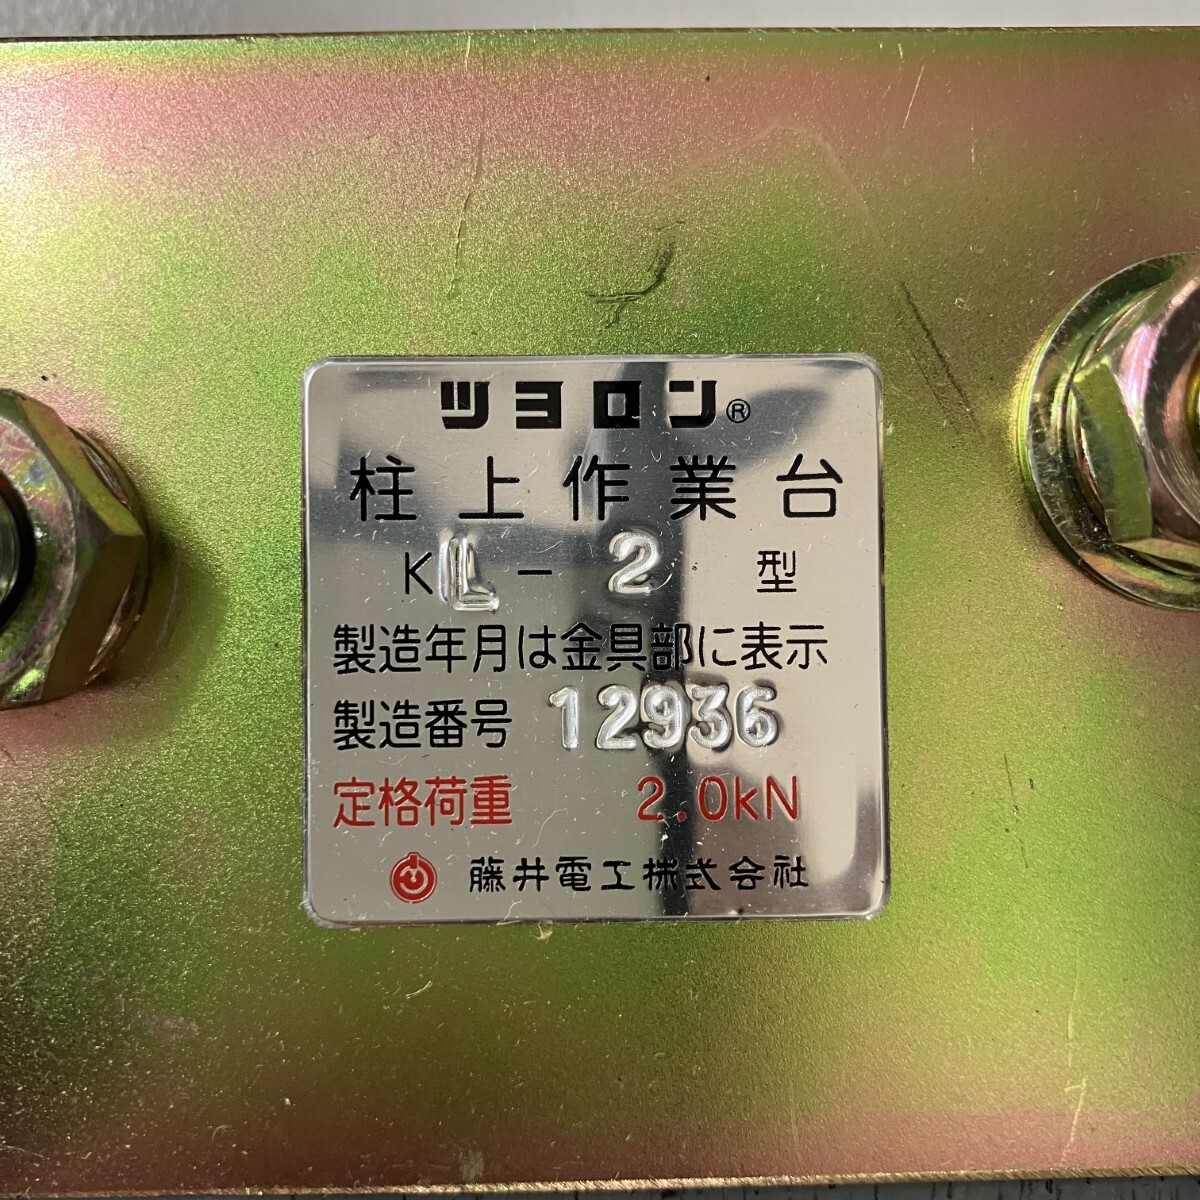 ツヨロン®
柱上作業台
KL-2型
製造年月は金具部に表示
製造番号 12936
定格荷重 2.0kN
藤井電工株式会社